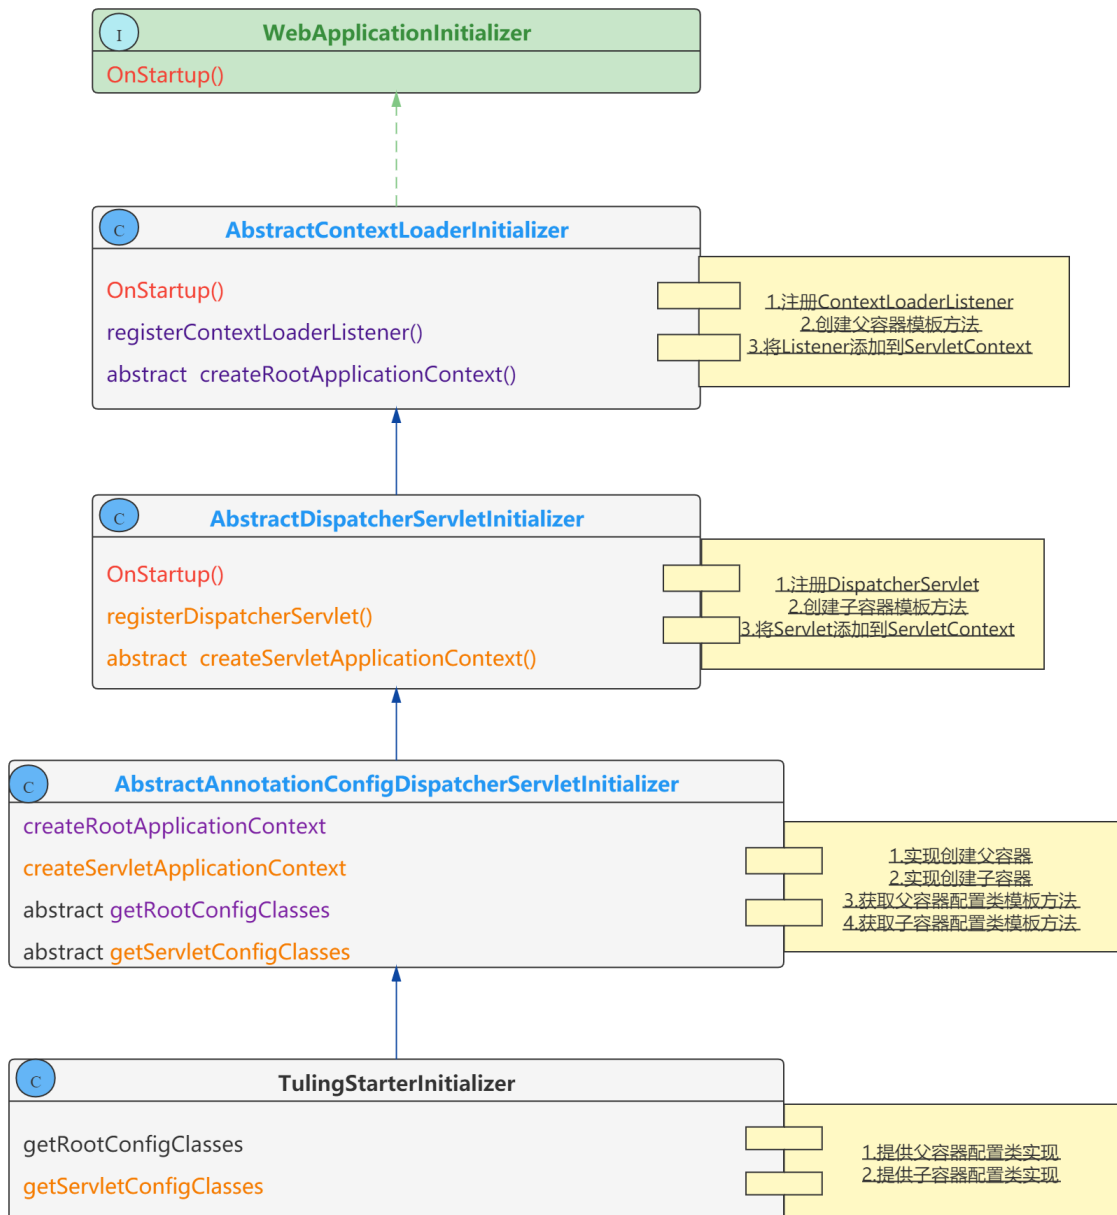 I
WebApplicationInitializer
OnStartup()
C
AbstractContextLoaderInitializer
OnStartup()
registerContextLoaderListener()
abstract  createRootApplicationContext()
1.注册ContextLoaderListener
2.创建父容器模板方法
3.将Listener添加到ServletContext
C
AbstractDispatcherServletInitializer
OnStartup()
registerDispatcherServlet()
abstract  createServletApplicationContext()
1.注册DispatcherServlet
2.创建子容器模板方法
3.将Servlet添加到ServletContext
C
AbstractAnnotationConfigDispatcherServletInitializer
createRootApplicationContext
createServletApplicationContext
abstract getRootConfigClasses
abstract getServletConfigClasses
1.实现创建父容器
2.实现创建子容器
3.获取父容器配置类模板方法
4.获取子容器配置类模板方法
C
TulingStarterInitializer
getRootConfigClasses
getServletConfigClasses
1.提供父容器配置类实现
2.提供子容器配置类实现